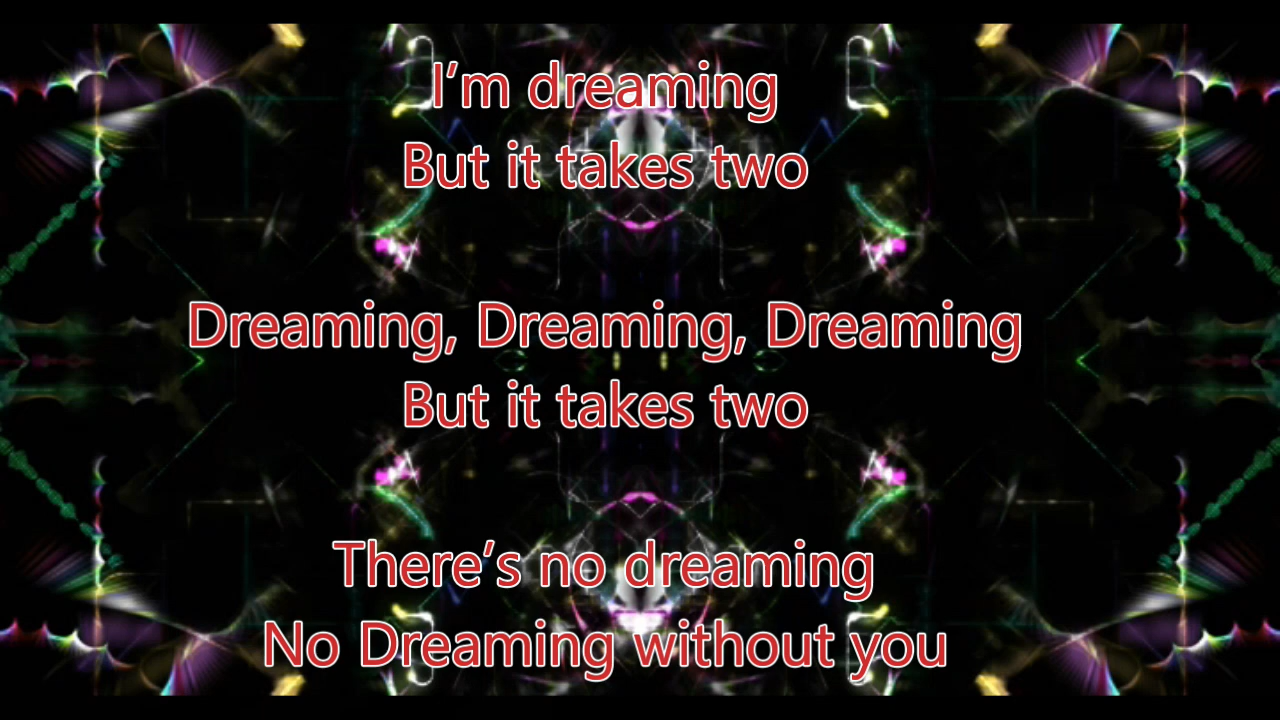 I’m dreaming
But it takes two
Dreaming, Dreaming, Dreaming
But it takes two
There’s no dreaming
No Dreaming without you